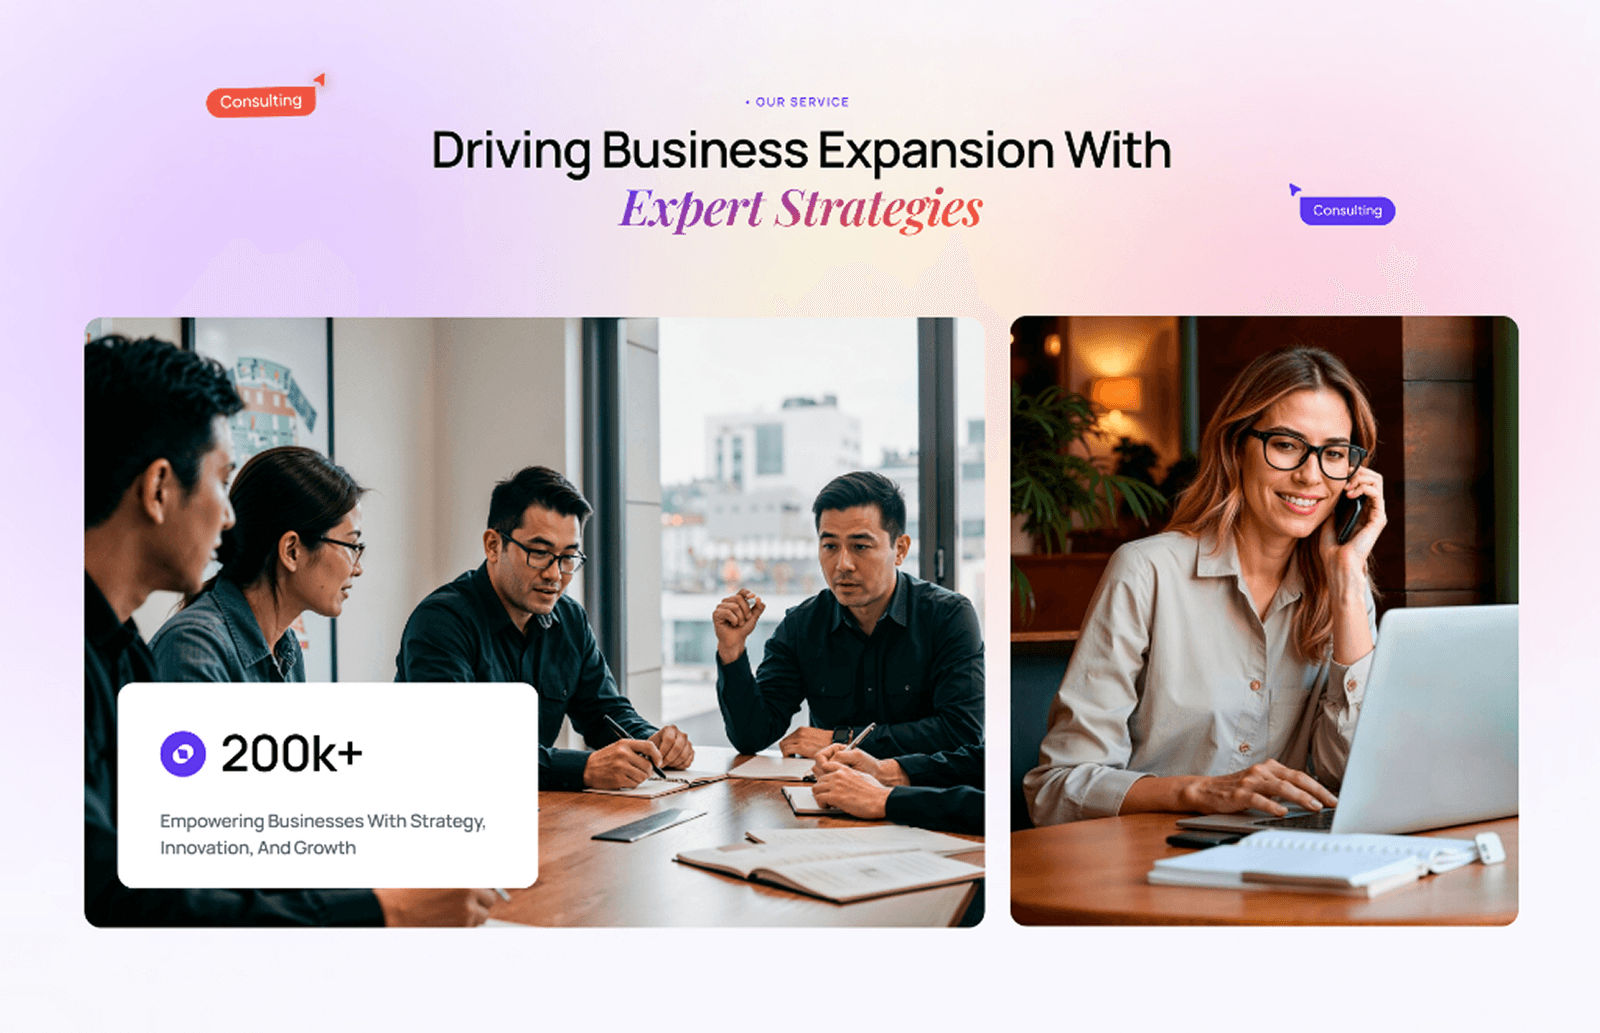 Consulting
• OUR SERVICE
Driving Business Expansion With
Expert Strategies
Consulting
200k+
Empowering Businesses With Strategy,
Innovation, And Growth